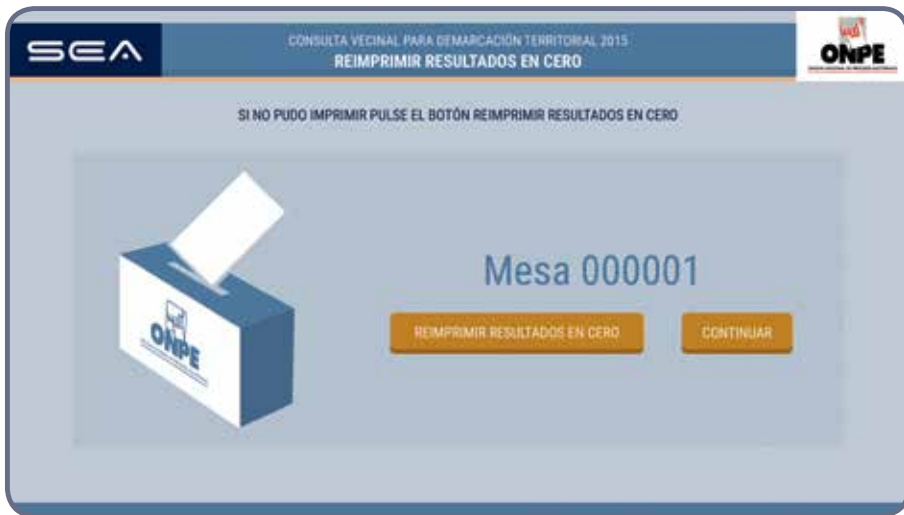 SEA
CONSULTA VECINAL PARA DEMARCACIÓN TERRITORIAL 2015
REIMPRIMIR RESULTADOS EN CERO
ONPE
SI NO PUDO IMPRIMIR PULSE EL BOTÓN REIMPRIMIR RESULTADOS EN CERO
Mesa 000001
REIMPRIMIR RESULTADOS EN CERO
CONTINUAR
ONPE